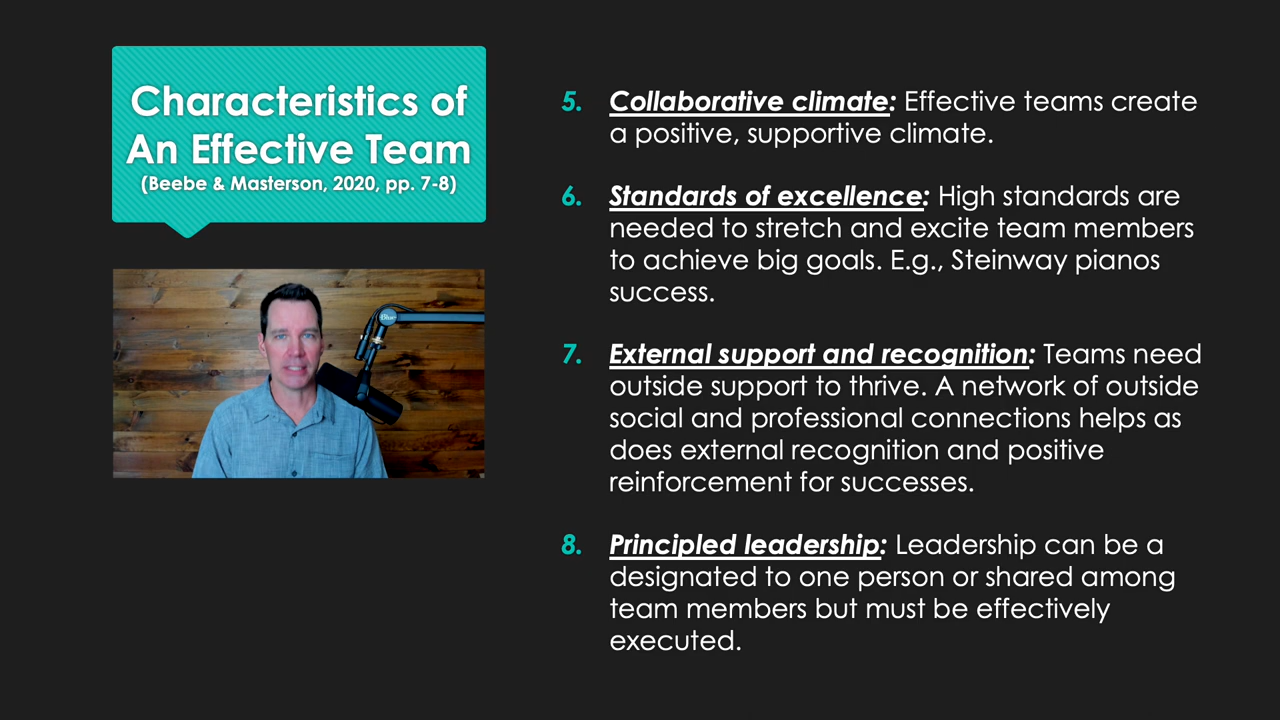 Characteristics of
An Effective Team
(Beebe & Masterson, 2020, pp. 7-8)
5. Collaborative climate: Effective teams create
a positive, supportive climate.
6. Standards of excellence: High standards are
needed to stretch and excite team members
to achieve big goals. E.g., Steinway pianos
success.
7. External support and recognition: Teams need
outside support to thrive. A network of outside
social and professional connections helps as
does external recognition and positive
reinforcement for successes.
8. Principled leadership: Leadership can be a
designated to one person or shared among
team members but must be effectively
executed.
Blue